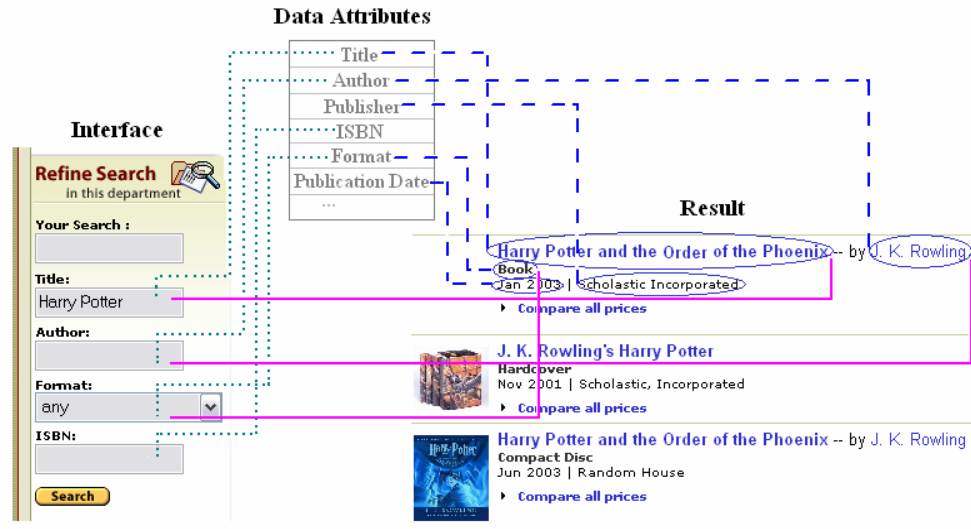 Data Attributes
Title
Author
Publisher
ISBN
Format
Publication Date
...
Interface
Refine Search
in this department
Your Search :
Title:
Harry Potter
Author:
Format:
any
ISBN:
Search
Result
Harry Potter and the Order of the Phoenix -- by J. K. Rowling
Book
Jan 2003 | Scholastic Incorporated
Compare all prices
J. K. Rowling's Harry Potter
Hardcover
Nov 2001 | Scholastic, Incorporated
Compare all prices
Harry Potter and the Order of the Phoenix -- by J. K. Rowling
Compact Disc
Jun 2003 | Random House
Compare all prices
Harry Potter
J.K. ROWLING